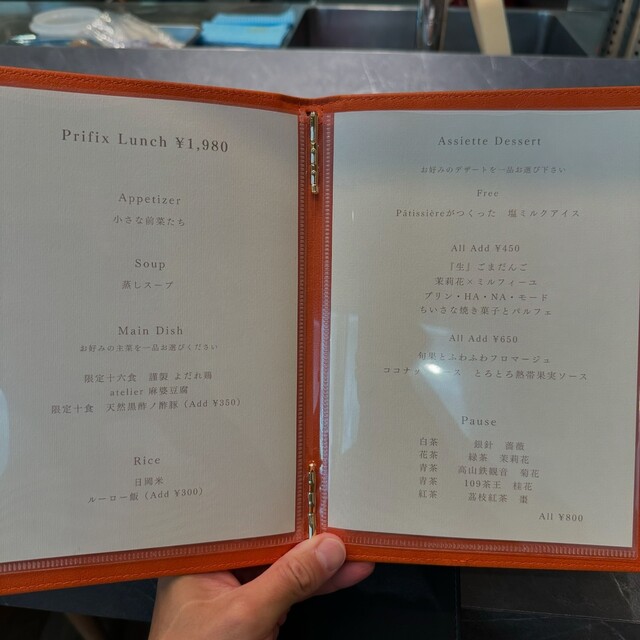 Prifix Lunch ¥1,980
Appetizer
小さな前菜たち
Soup
蒸しスープ
Main Dish
お好みの主菜を一品お選びください
限定十六食 謹製 よだれ鶏
atelier 麻婆豆腐
限定十食 天然黒酢ノ酢豚 (Add ¥350)
Rice
日國米
ルーロー飯 (Add ¥300)
Assiette Dessert
お好みのデザートを一品お選び下さい
Free
Pâtissièreがつくった 塩ミルクアイス
All Add ¥450
「生」ごまだんご
茉莉花×ミルフィーユ
プリン・HA・NA・モード
ちいさな焼き菓子とパルフェ
All Add ¥650
旬果とふわふわフロマージュ
ココナッ ース とろとろ熱帯果実ソース
Pause
白茶 銀針 薔薇
花茶 緑茶 茉莉花
青茶 高山鉄観音 菊花
青茶 109茶王 桂花
紅茶 荔枝紅茶 棗
All ¥800